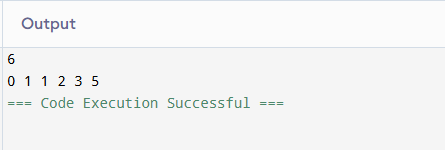 Output
6
0 1 1 2 3 5
=== Code Execution Successful ===